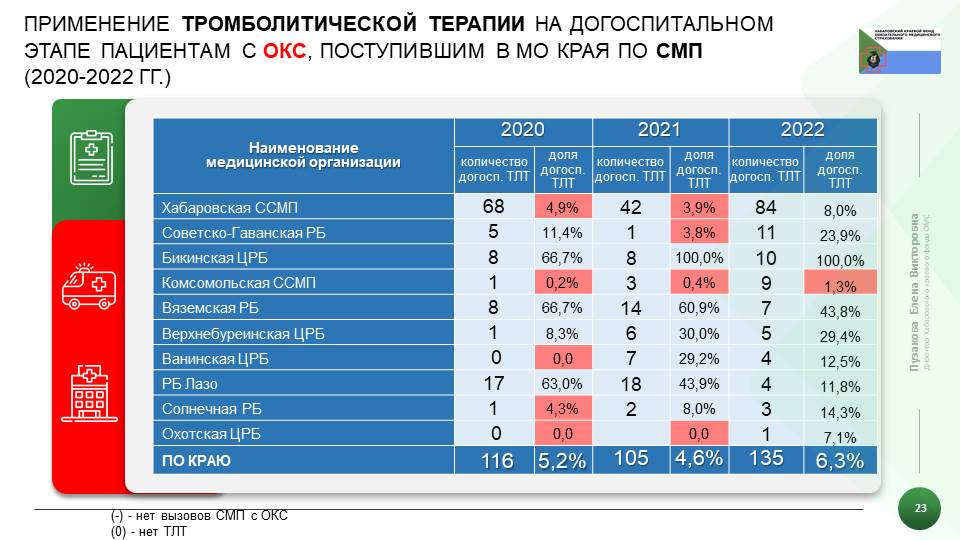 ПРИМЕНЕНИЕ ТРОМБОЛИТИЧЕСКОЙ ТЕРАПИИ НА ДОГОСПИТАЛЬНОМ
ЭТАПЕ ПАЦИЕНТАМ С ОКС, ПОСТУПИВШИМ В МО КРАЯ ПО СМП
(2020-2022 ГГ.)
ХАБАРОВСКИЙ КРАЕВОЙ ФОНД
ОБЯЗАТЕЛЬНОГО МЕДИЦИНСКОГО
СТРАХОВАНИЯ
Наименование медицинской организации 2020 2021 2022
количество догосп. ТЛТ доля догосп. ТЛТ количество догосп. ТЛТ доля догосп. ТЛТ количество догосп. ТЛТ доля догосп. ТЛТ
Хабаровская ССМП 68 4,9% 42 3,9% 84 8,0%
Советско-Гаванская РБ 5 11,4% 1 3,8% 11 23,9%
Бикинская ЦРБ 8 66,7% 8 100,0% 10 100,0%
Комсомольская ССМП 1 0,2% 3 0,4% 9 1,3%
Вяземская РБ 8 66,7% 14 60,9% 7 43,8%
Верхнебуреинская ЦРБ 1 8,3% 6 30,0% 5 29,4%
Ванинская ЦРБ 0 0,0 7 29,2% 4 12,5%
РБ Лазо 17 63,0% 18 43,9% 4 11,8%
Солнечная РБ 1 4,3% 2 8,0% 3 14,3%
Охотская ЦРБ 0 0,0 0,0 1 7,1%
ПО КРАЮ 116 5,2% 105 4,6% 135 6,3%
Пузакова Елена Викторовна
Директор Хабаровского краевого фонда ОМС
(-) - нет вызовов СМП с ОКС
(0) - нет ТЛТ
23